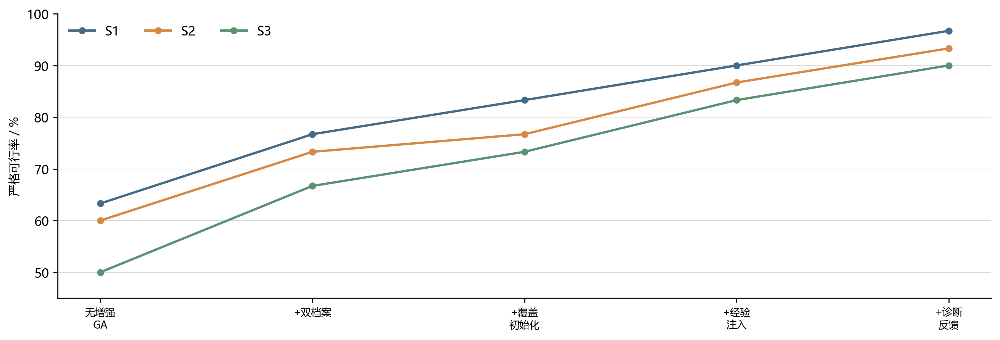 严格可行率 / %
100
90
80
70
60
50
S1
S2
S3
无增强
GA
+双档案
+覆盖
初始化
+经验
注入
+诊断
反馈